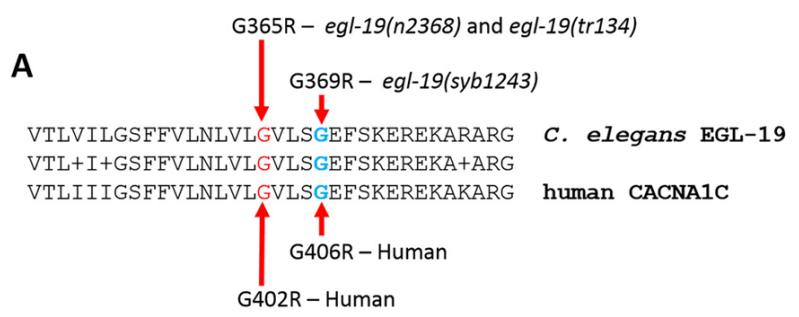 G365R – egl-19(n2368) and egl-19(tr134)
A
G369R – egl-19(syb1243)
VTLVILGSFFVLNLVLGVLSGEFSKEREKARARG C. elegans EGL-19
VTL+I+GSFFVLNLVLGVLSGEFSKEREKA+ARG
VTLIIIGSFFVLNLVLGVLSGEFSKEREKAKARG human CACNA1C
G406R – Human
G402R – Human